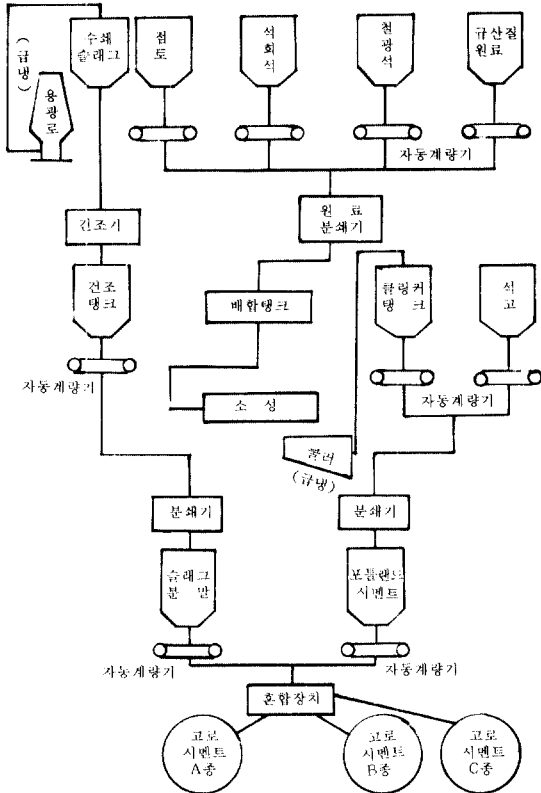 (급냉)
수쇄
슬래그
용광로
점토
석회석
철광석
규산질
원료
자동계량기
건조기
원 료
분쇄기
건조
탱크
배합탱크
클링커
탱 크
석고
자동계량기
자동계량기
소 성
쿨러
(급냉)
분쇄기
분쇄기
슬래그
분 말
포틀랜드
시멘트
자동계량기
자동계량기
혼합장치
고로
시멘트
A종
고로
시멘트
B종
고로
시멘트
C종